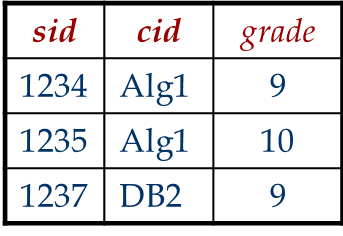 sid cid grade
1234 Alg1 9
1235 Alg1 10
1237 DB2 9